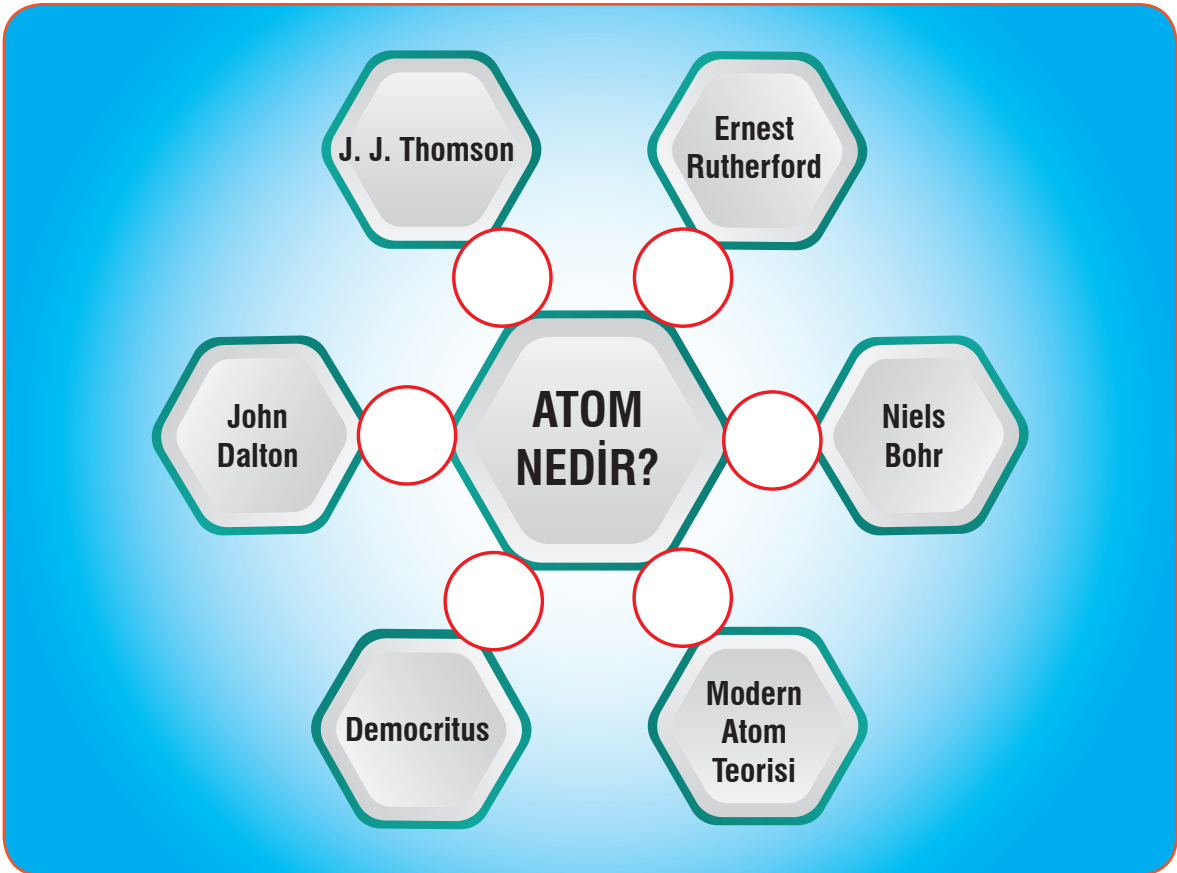 J. J. Thomson
Ernest
Rutherford
John
Dalton
ATOM
NEDİR?
Niels
Bohr
Democritus
Modern
Atom
Teorisi